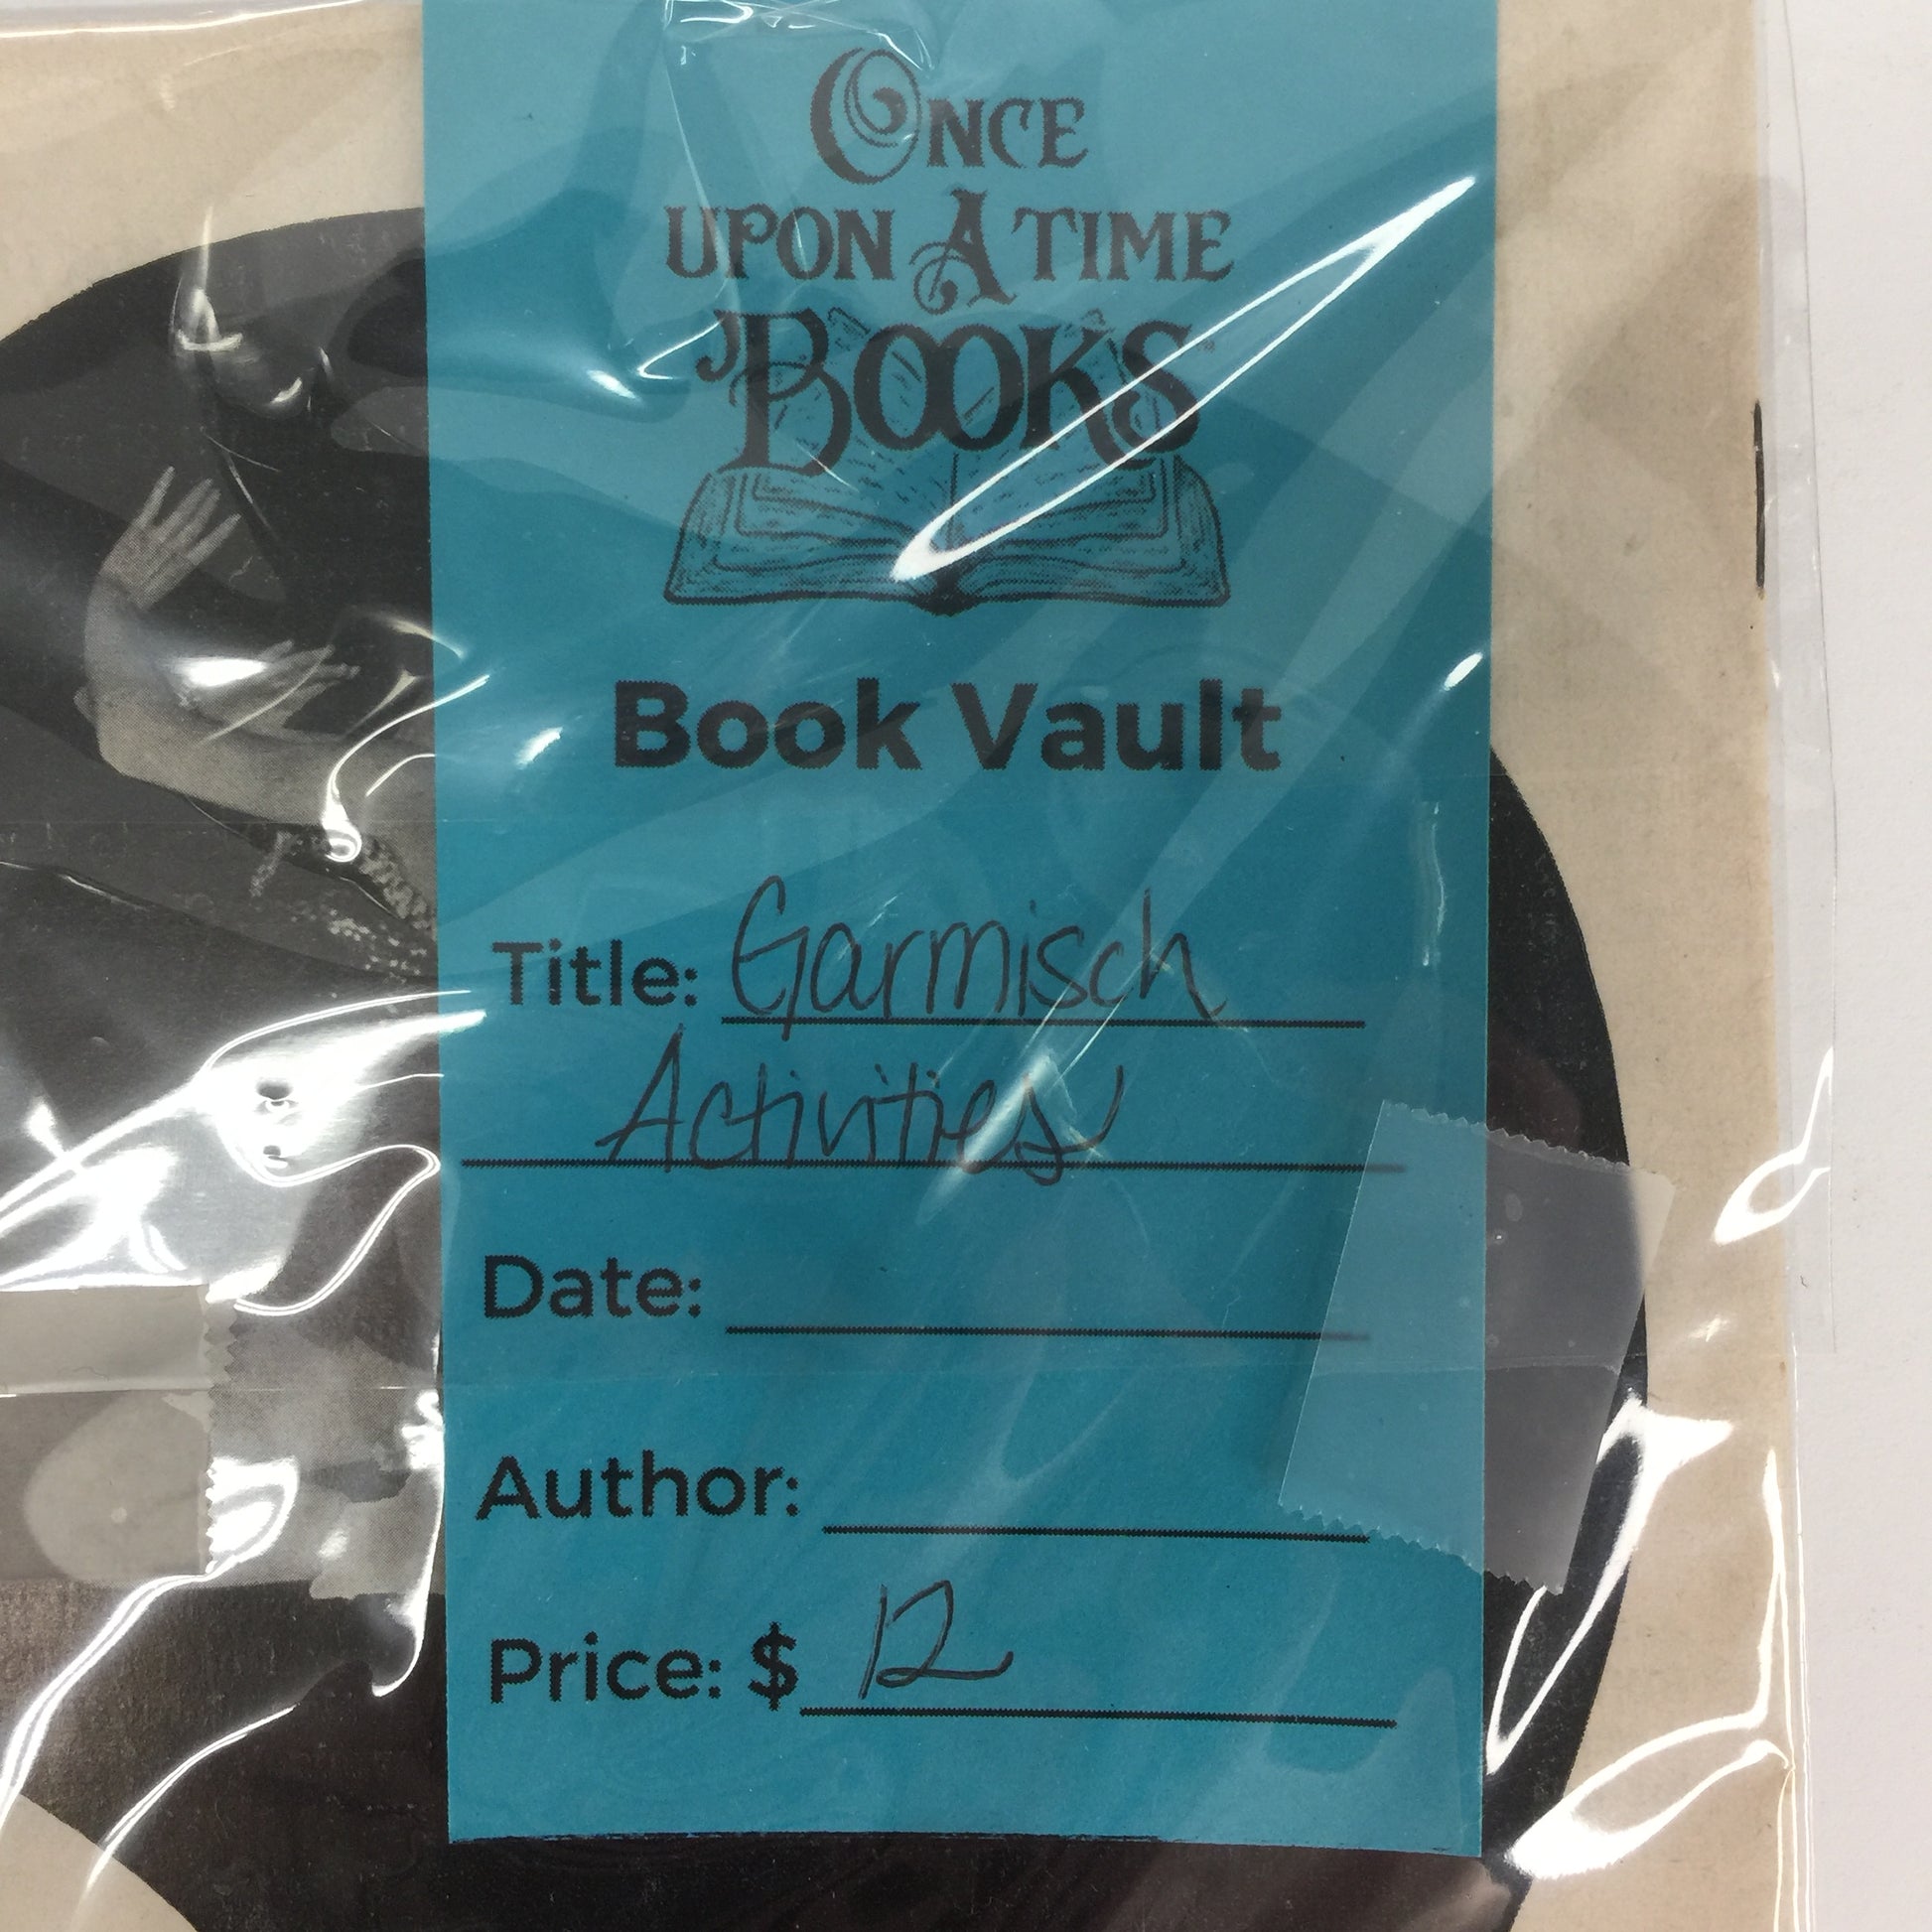 ONCE
UPON A TIME
BOOKS
Book Vault
Title: Garmisch
Activities
Date:
Author:
Price: $ 12